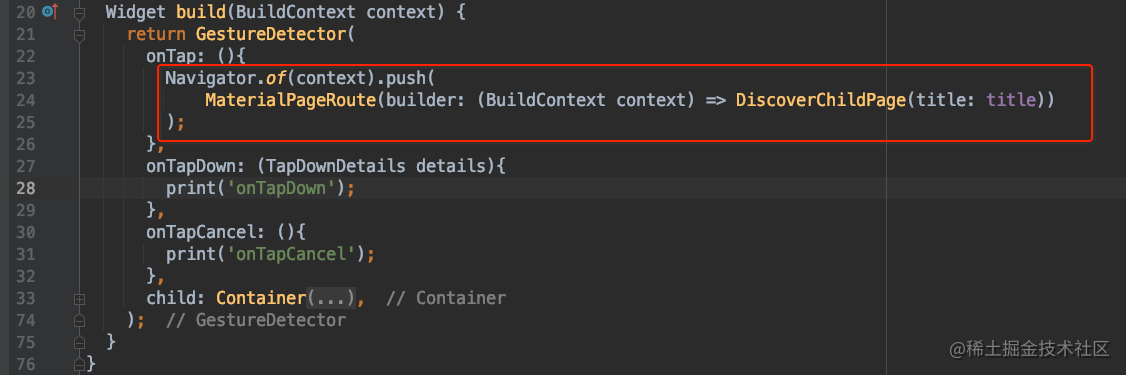 20 Widget build(BuildContext context) {
21 return GestureDetector(
22 onTap: (){
23 Navigator.of(context).push(
24 MaterialPageRoute(builder: (BuildContext context) => DiscoverChildPage(title: title))
25 );
26 },
27 onTapDown: (TapDownDetails details){
28 print('onTapDown');
29 },
30 onTapCancel: (){
31 print('onTapCancel');
32 },
33 child: Container(...), // Container
74 ); // GestureDetector
75 }
76 }
@稀土掘金技术社区